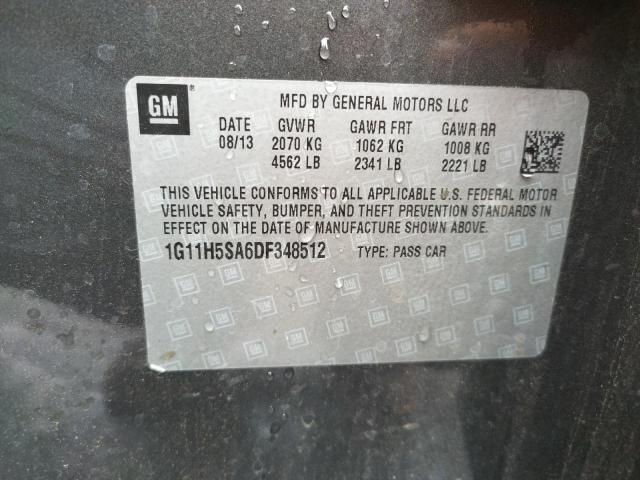 GM
MFD BY GENERAL MOTORS LLC
DATE GVWR GAWR FRT GAWR RR
08/13 2070 KG 1062 KG 1008 KG
4562 LB 2341 LB 2221 LB
THIS VEHICLE CONFORMS TO ALL APPLICABLE U.S. FEDERAL MOTOR
VEHICLE SAFETY, BUMPER, AND THEFT PREVENTION STANDARDS IN
EFFECT ON THE DATE OF MANUFACTURE SHOWN ABOVE.
1G11H5SA6DF348512 TYPE: PASS CAR